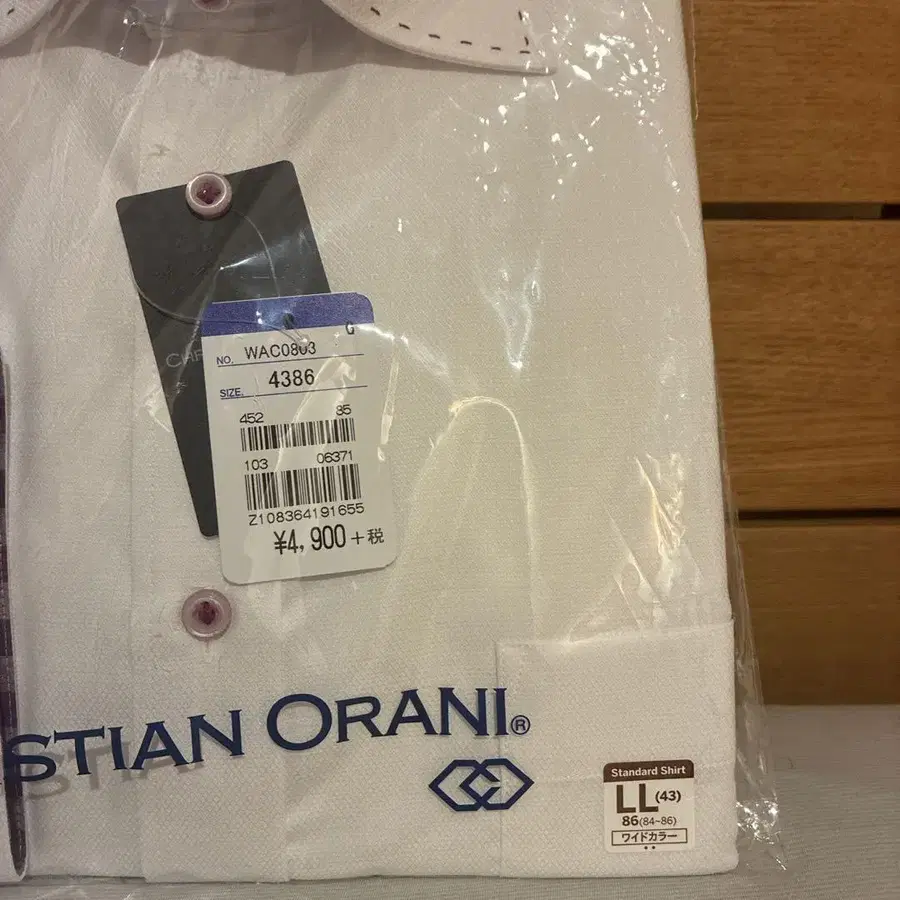 CHR
G
NO. WAC0803
SIZE. 4386
452 85
103 06371
Z108364191655
¥4,900+税
STIAN ORANI®
Standard Shirt
LL(43)
86(84~86)
ワイドカラー